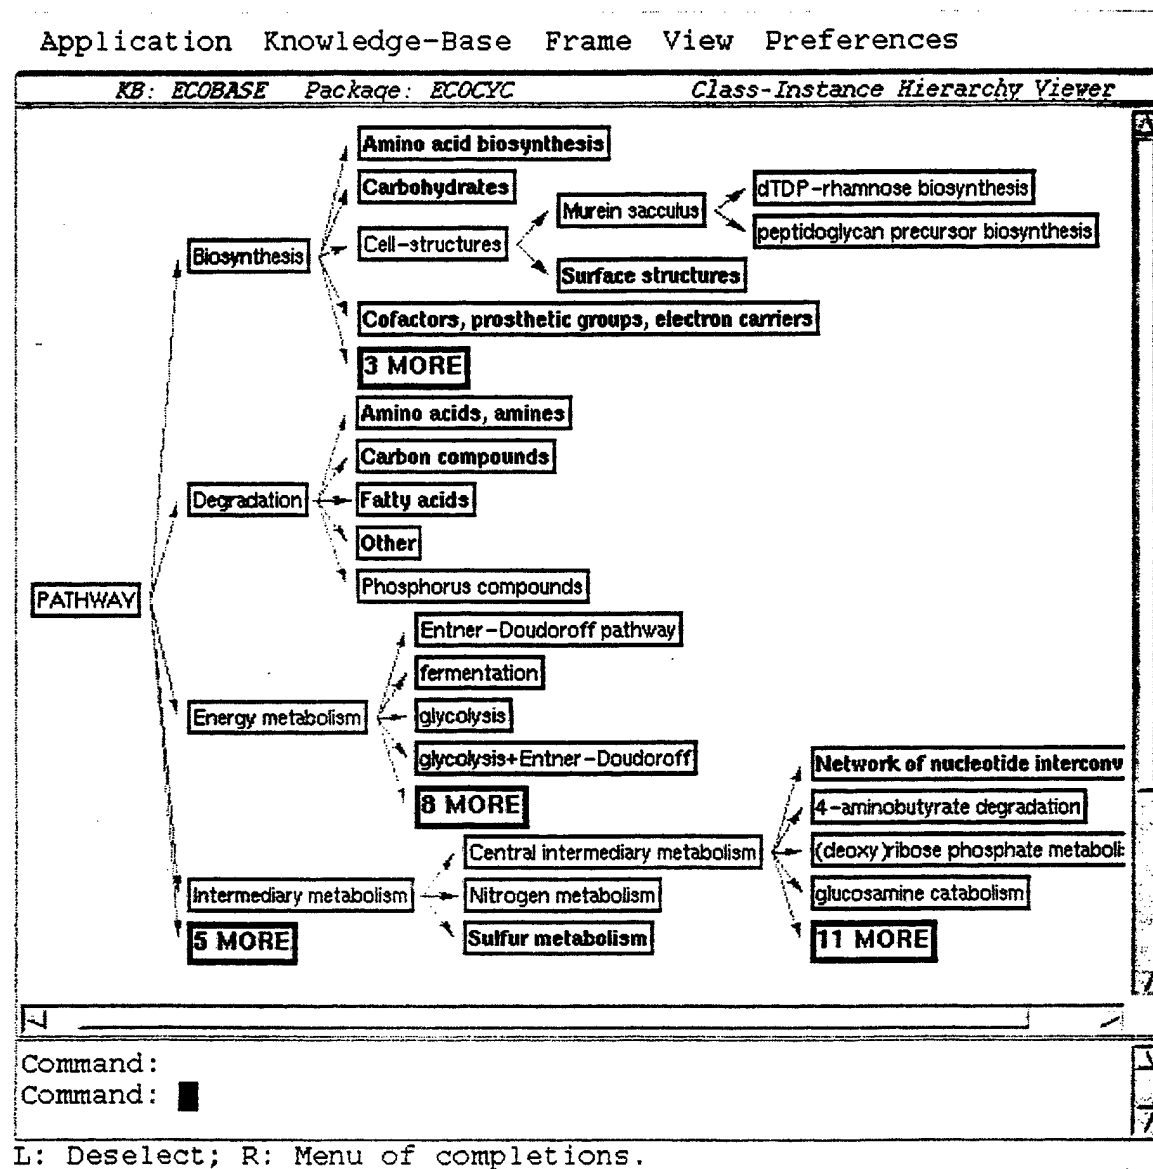 Application Knowledge-Base Frame View Preferences
KB: ECOBASE Package: ECOCYC Class-Instance Hierarchy Viewer
Amino acid biosynthesis
Carbohydrates
dTDP-rhamnose biosynthesis
Murein sacculus
peptidoglycan precursor biosynthesis
Cell-structures
Biosynthesis
Surface structures
Cofactors, prosthetic groups, electron carriers
3 MORE
Amino acids, amines
Carbon compounds
Degradation
Fatty acids
Other
Phosphorus compounds
PATHWAY
Entner-Doudoroff pathway
fermentation
Energy metabolism
glycolysis
glycolysis+Entner-Doudoroff
8 MORE
Network of nucleotide interconv
4-aminobutyrate degradation
Central intermediary metabolism
(deoxy)ribose phosphate metaboli
Intermediary metabolism
Nitrogen metabolism
glucosamine catabolism
Sulfur metabolism
5 MORE
11 MORE
Command:
Command:
L: Deselect; R: Menu of completions.